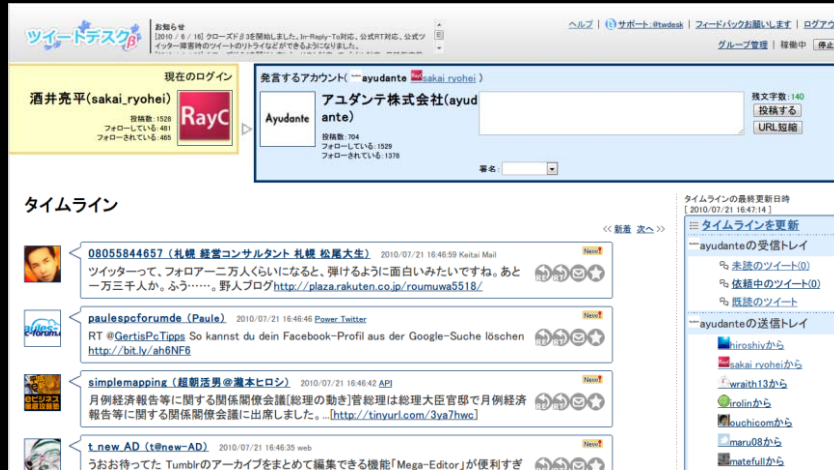 ツイートデスクβ
お知らせ
[2010 / 6 / 16] クローズドβ3を開始しました。In-Reply-To対応、公式RT対応、公式ツ
イッター障害時のツイートのリトライなどができるようになりました。
ヘルプ | サポート:@twdesk | フィードバックお願いします | ログアウ
グループ管理 | 稼働中 停止
現在のログイン
酒井亮平(sakai_ryohei)
投稿数:1528
フォローしている:481
フォローされている:465
RayC
発言するアカウント( ayudante sakai ryohei )
Ayudante
アユダンテ株式会社(ayud
ante)
投稿数:704
フォローしている:1529
フォローされている:1378
署名:
残文字数:140
投稿する
URL短縮
タイムライン
<< 新着 次へ >>
08055844657 (札幌 経営コンサルタント 札幌 松尾大生) 2010/07/21 16:46:59 Keitai Mail
New!
ツイッターって、フォロアー二万人くらいになると、弾けるように面白いみたいですね。あと
一万三千人か。ふう……。野人ブログhttp://plaza.rakuten.co.jp/roumuwa5518/
paulespcforumde (Paule) 2010/07/21 16:46:46 Power Twitter
New!
RT @GertisPcTipps So kannst du dein Facebook-Profil aus der Google-Suche löschen
http://bit.ly/ah6NF6
simplemapping (超朝活男@瀧本ヒロシ) 2010/07/21 16:46:42 API
New!
月例経済報告等に関する関係閣僚会議[総理の動き]菅総理は総理大臣官邸で月例経済
報告等に関する関係閣僚会議に出席しました。...[http://tinyurl.com/3ya7hwc]
t_new_AD (t@new-AD) 2010/07/21 16:46:35 web
New!
うおお待ってた Tumblrのアーカイブをまとめて編集できる機能「Mega-Editor」が便利すぎ
タイムラインの最終更新日時
[ 2010/07/21 16:47:14 ]
タイムラインを更新
ayudanteの受信トレイ
未読のツイート(0)
依頼中のツイート(0)
既読のツイート
ayudanteの送信トレイ
hiroshiyから
sakai ryoheiから
wraith13から
irolinから
ouchicomから
maru08から
matefullから